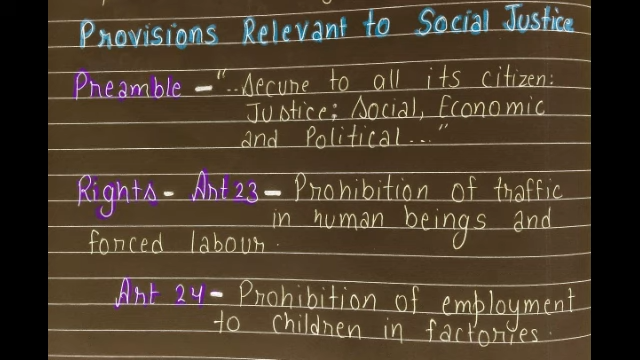 Provisions Relevant to Social Justice
Preamble - "..Secure to all its citizen:
Justice: Social, Economic
and Political..."
Rights - Art 23 - Prohibition of traffic
in human beings and
forced labour.
Art 24 - Prohibition of employment
to children in factories.